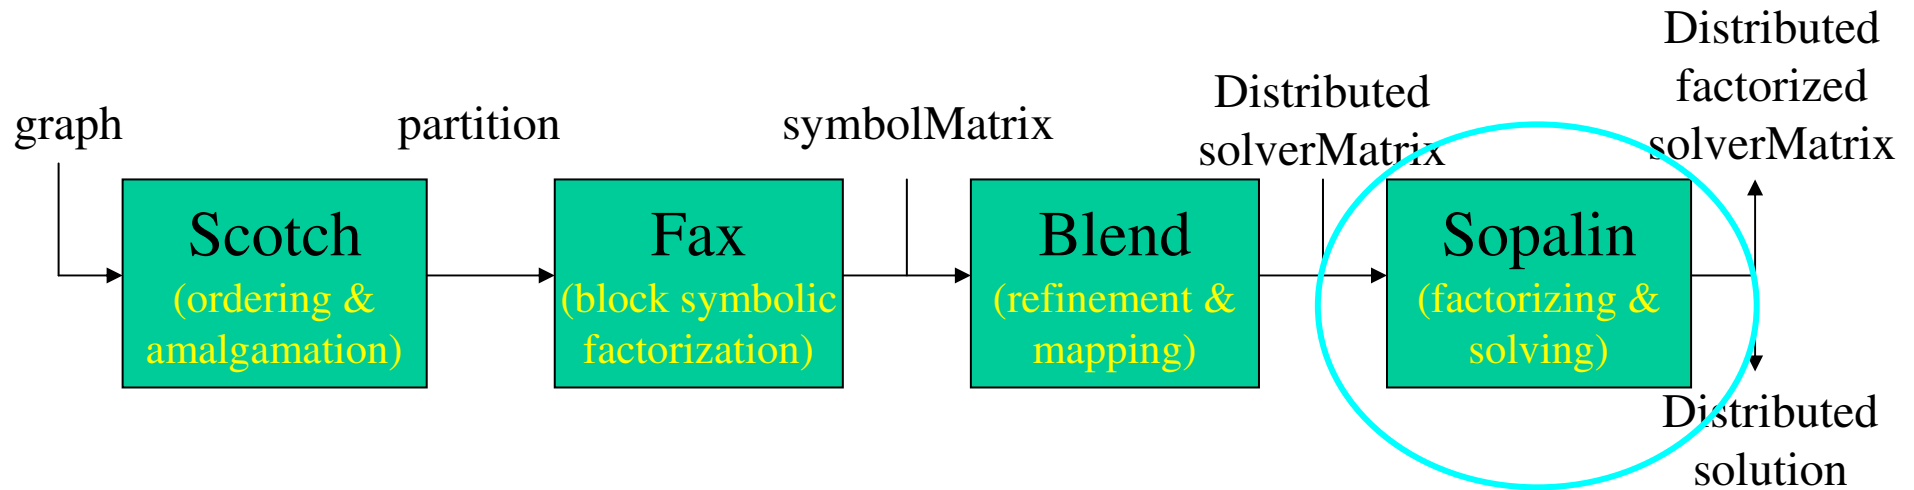 graph
partition
symbolMatrix
Distributed
solverMatrix
Distributed
factorized
solverMatrix
Scotch
(ordering &
amalgamation)
Fax
(block symbolic
factorization)
Blend
(refinement &
mapping)
Sopalin
(factorizing &
solving)
Distributed
solution